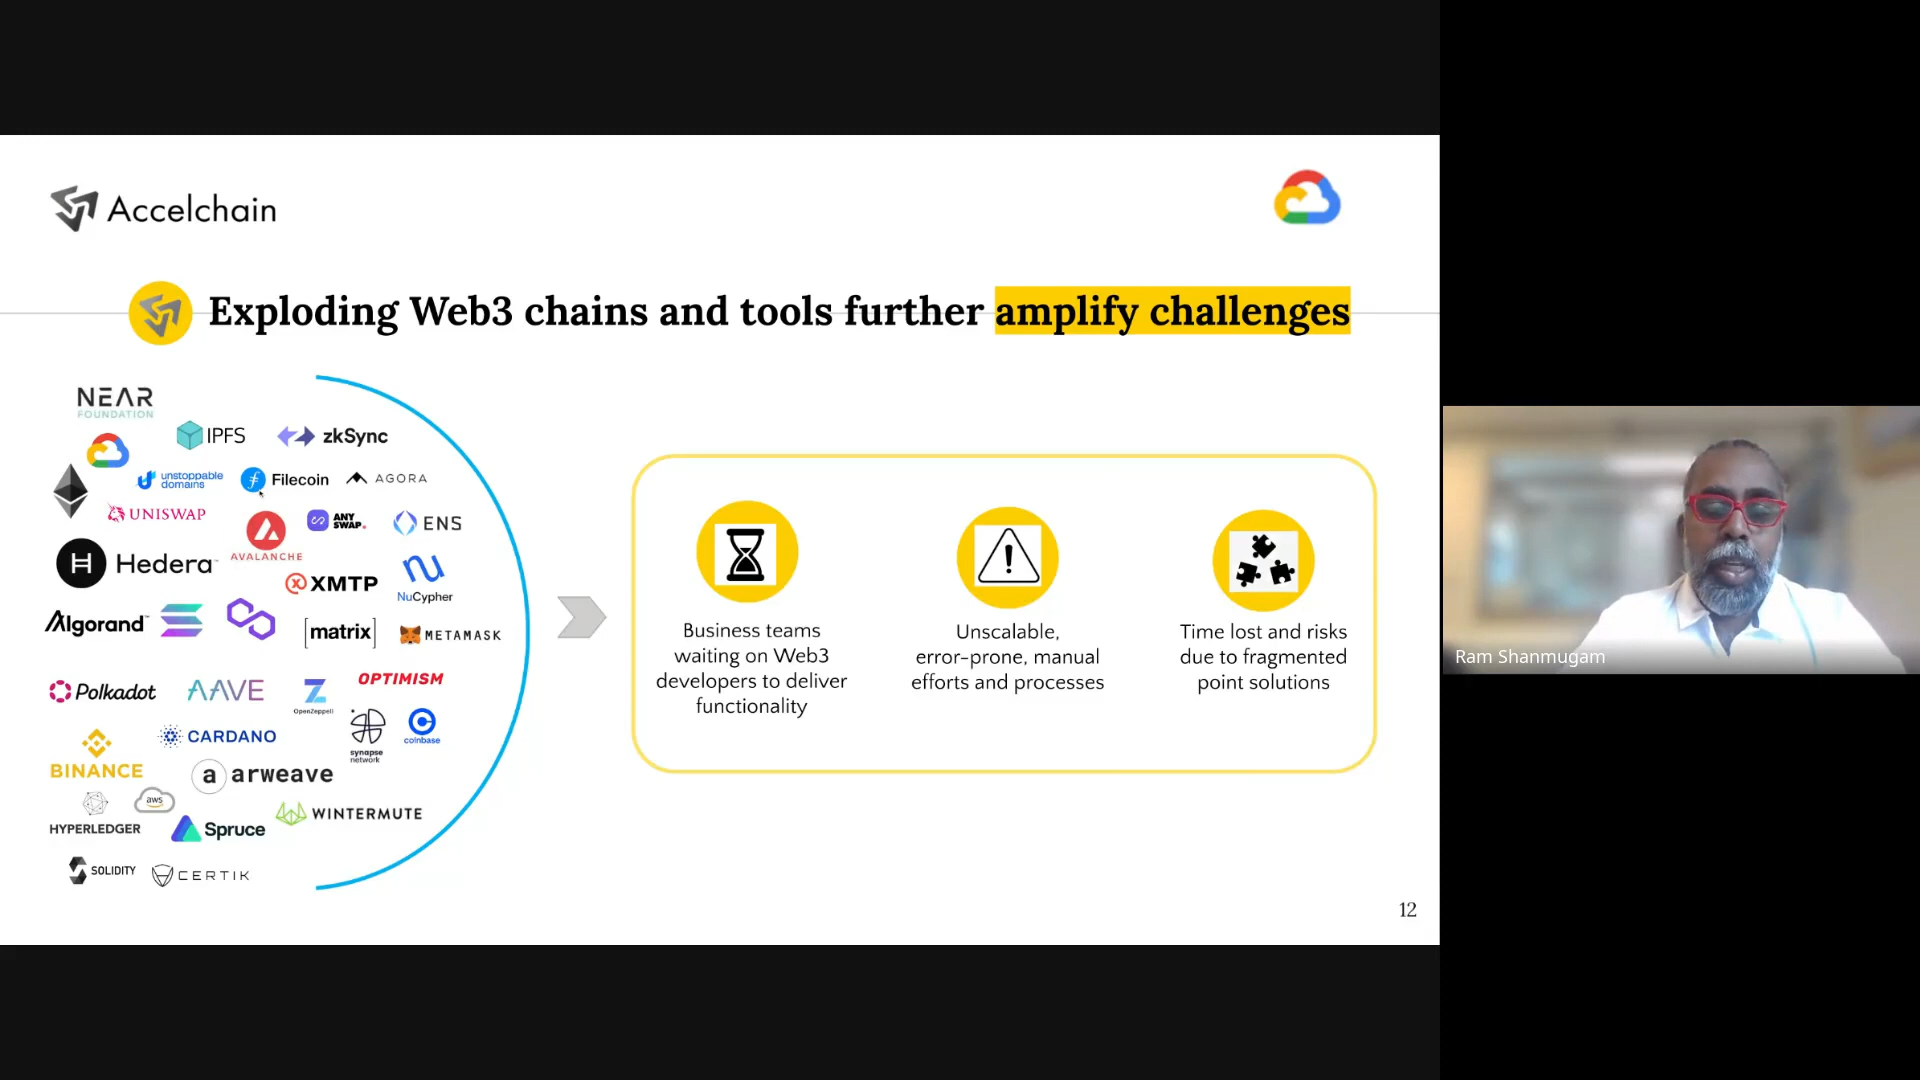 Accelchain
Exploding Web3 chains and tools further amplify challenges
NEAR
FOUNDATION
IPFS
zkSync
unstoppable
domains
Filecoin
AGORA
UNISWAP
AVALANCHE
ANY
SWAP.
ENS
Hedera
XMTP
NuCypher
Algorand
[matrix]
METAMASK
Polkadot
AAVE
OpenZeppelin
OPTIMISM
CARDANO
synapse
network
coinbase
BINANCE
a arweave
aws
HYPERLEDGER
Spruce
WINTERMUTE
SOLIDITY
CERTIK
Business teams
waiting on Web3
developers to deliver
functionality
Unscalable,
error-prone, manual
efforts and processes
Time lost and risks
due to fragmented
point solutions
12
Ram Shanmugam